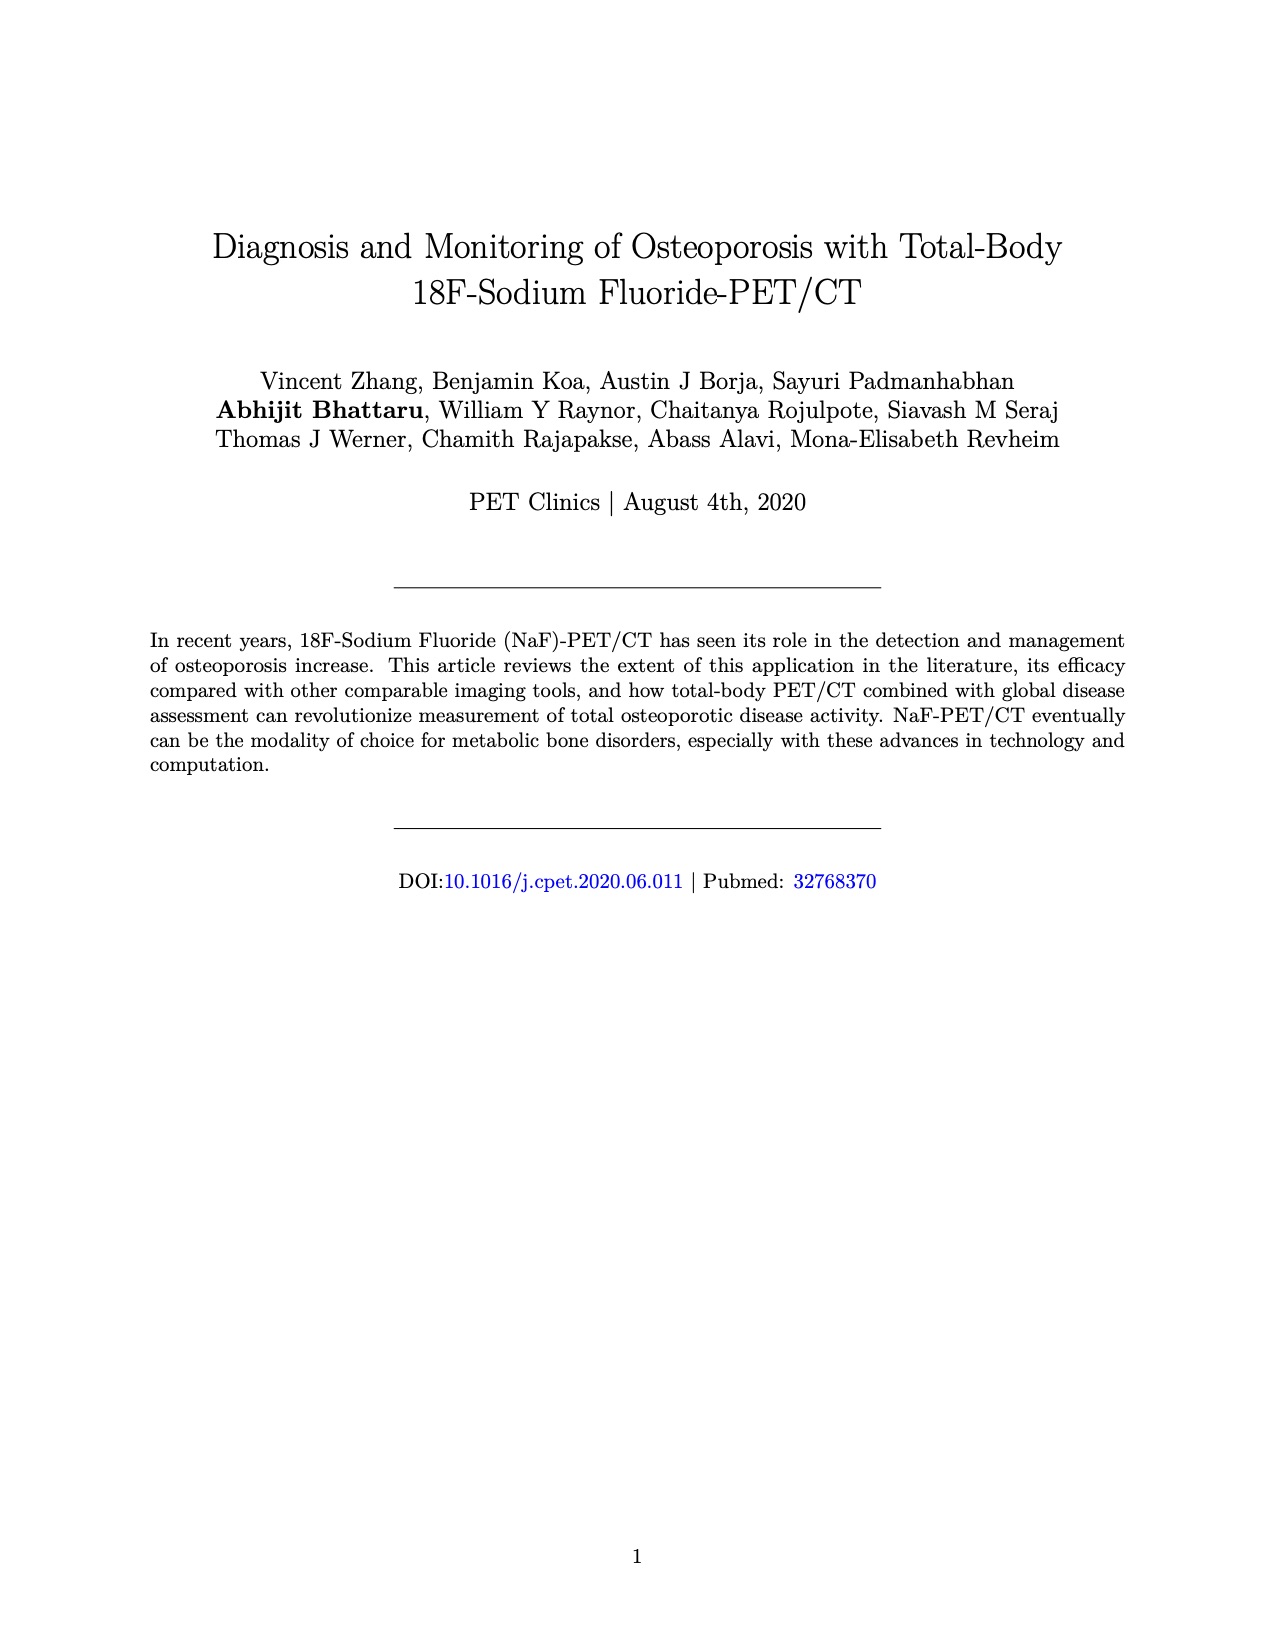 Diagnosis and Monitoring of Osteoporosis with Total-Body
18F-Sodium Fluoride-PET/CT
Vincent Zhang, Benjamin Koa, Austin J Borja, Sayuri Padmanhabhan
Abhijit Bhattaru, William Y Raynor, Chaitanya Rojulpote, Siavash M Seraj
Thomas J Werner, Chamith Rajapakse, Abass Alavi, Mona-Elisabeth Revheim
PET Clinics | August 4th, 2020
In recent years, 18F-Sodium Fluoride (NaF)-PET/CT has seen its role in the detection and management
of osteoporosis increase. This article reviews the extent of this application in the literature, its efficacy
compared with other comparable imaging tools, and how total-body PET/CT combined with global disease
assessment can revolutionize measurement of total osteoporotic disease activity. NaF-PET/CT eventually
can be the modality of choice for metabolic bone disorders, especially with these advances in technology and
computation.
DOI:10.1016/j.cpet.2020.06.011 | Pubmed: 32768370
1